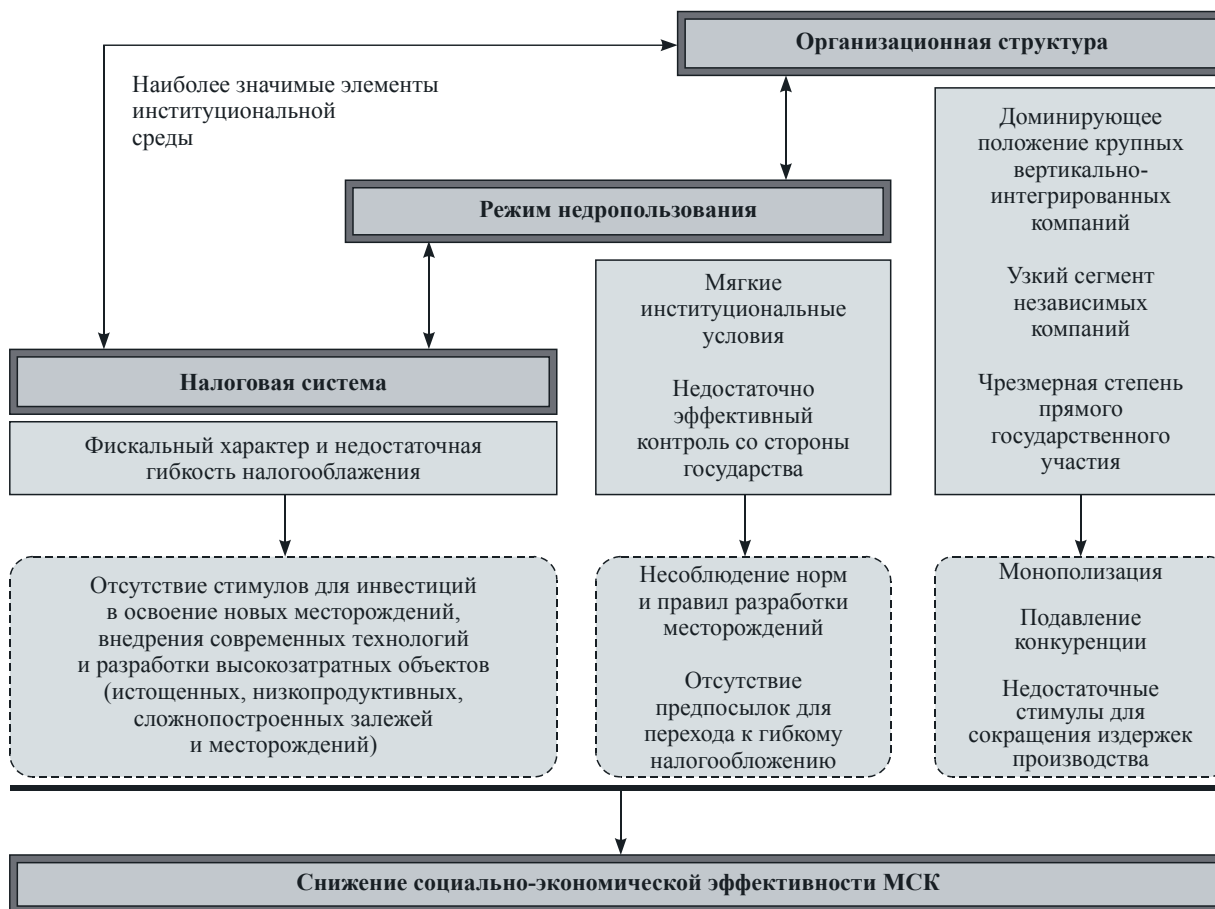 Организационная структура
Наиболее значимые элементы
институциональной
среды
Режим недропользования
Налоговая система
Фискальный характер и недостаточная
гибкость налогооблажения
Мягкие
институциональные
условия
Недостаточно
эффективный
контроль со стороны
государства
Доминирующее
положение крупных
вертикально-
интегрированных
компаний
Узкий сегмент
независимых
компаний
Чрезмерная степень
прямого
государственного
участия
Отсутствие стимулов для инвестиций
в освоение новых месторождений,
внедрения современных технологий
и разработки высокозатратных объектов
(истощенных, низкопродуктивных,
сложнопостроенных залежей
и месторождений)
Несоблюдение норм
и правил разработки
месторождений
Отсутствие
предпосылок для
перехода к гибкому
налогообложению
Монополизация
Подавление
конкуренции
Недостаточные
стимулы для
сокращения издержек
производства
Снижение социально-экономической эффективности МСК